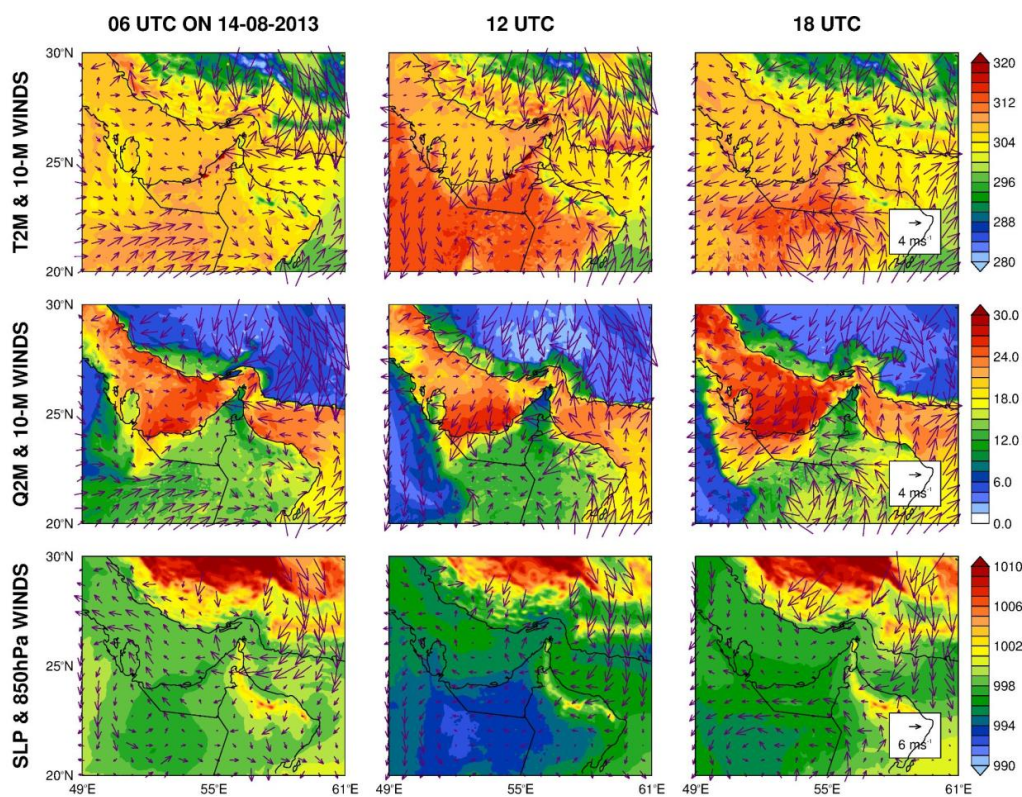 06 UTC ON 14-08-2013 12 UTC 18 UTC
T2M & 10-M WINDS
30°N
25°N
20°N
4 ms⁻¹
320
312
304
296
288
280
Q2M & 10-M WINDS
30°N
25°N
20°N
4 ms⁻¹
30.0
24.0
18.0
12.0
6.0
0.0
SLP & 850hPa WINDS
30°N
25°N
20°N
6 ms⁻¹
1010
1006
1002
998
994
990
49°E 55°E 61°E 49°E 55°E 61°E 49°E 55°E 61°E